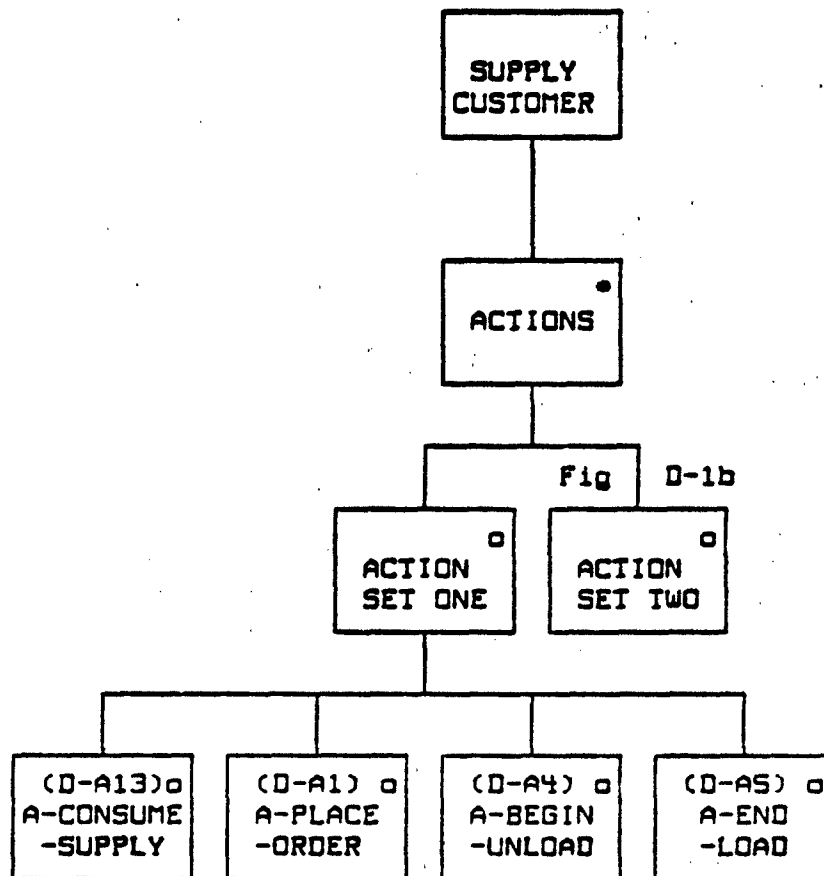 SUPPLY
CUSTOMER
ACTIONS
Fig D-1b
ACTION
SET ONE
ACTION
SET TWO
(D-A13)
A-CONSUME
-SUPPLY
(D-A1)
A-PLACE
-ORDER
(D-A4)
A-BEGIN
-UNLOAD
(D-A5)
A-END
-LOAD